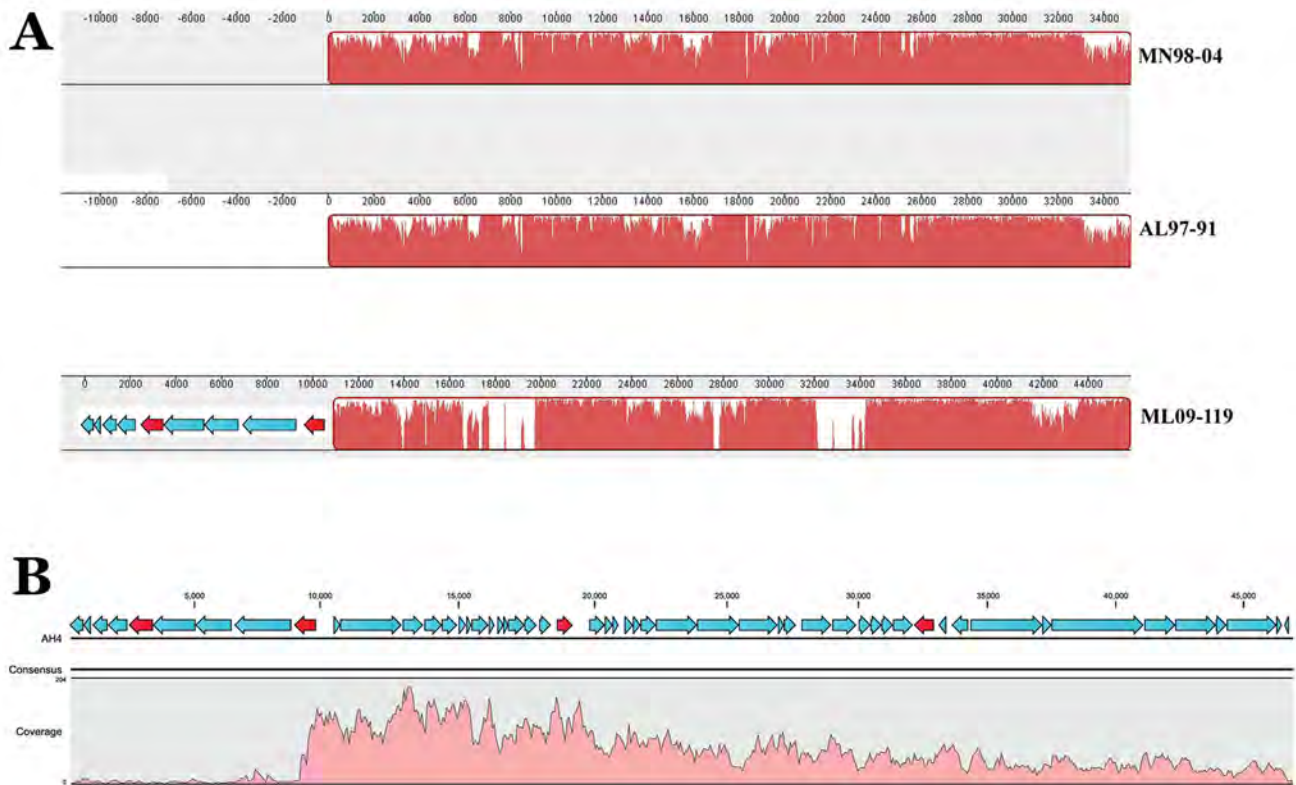 A
-10000 -8000 -6000 -4000 -2000 0 2000 4000 6000 8000 10000 12000 14000 16000 18000 20000 22000 24000 26000 28000 30000 32000 34000
MN98-04
-10000 -8000 -6000 -4000 -2000 0 2000 4000 6000 8000 10000 12000 14000 16000 18000 20000 22000 24000 26000 28000 30000 32000 34000
AL97-91
0 2000 4000 6000 8000 10000 12000 14000 16000 18000 20000 22000 24000 26000 28000 30000 32000 34000 36000 38000 40000 42000 44000
ML09-119
B
5,000 10,000 15,000 20,000 25,000 30,000 35,000 40,000 45,000
AH4
Consensus
204
Coverage
0